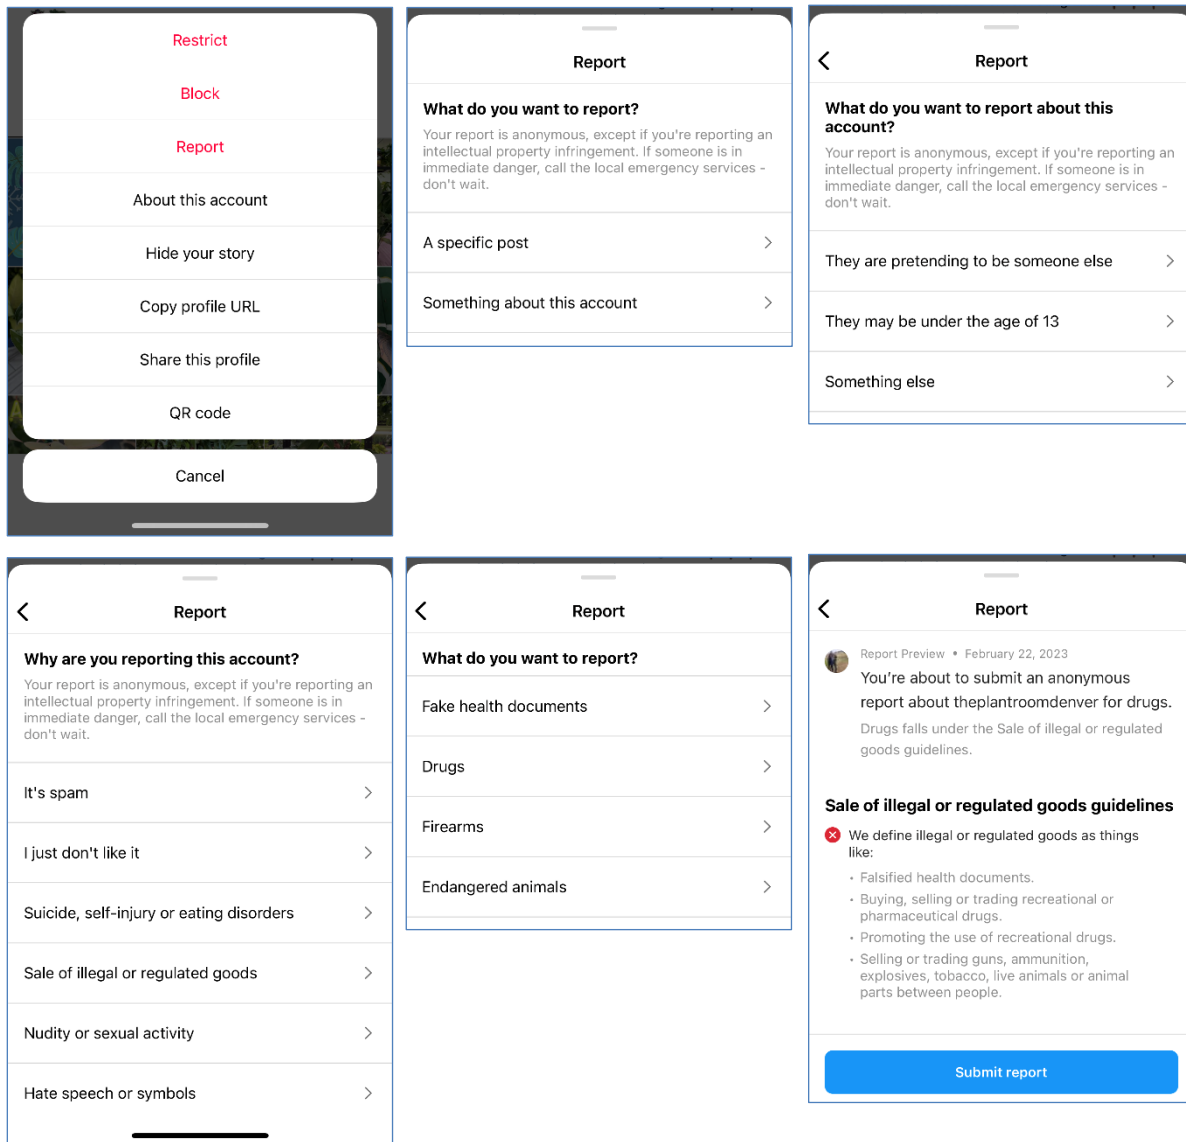 Restrict
Block
Report
About this account
Hide your story
Copy profile URL
Share this profile
QR code
Cancel
Report
What do you want to report?
Your report is anonymous, except if you're reporting an
intellectual property infringement. If someone is in
immediate danger, call the local emergency services -
don't wait.
A specific post
Something about this account
Report
What do you want to report about this
account?
Your report is anonymous, except if you're reporting an
intellectual property infringement. If someone is in
immediate danger, call the local emergency services -
don't wait.
They are pretending to be someone else
They may be under the age of 13
Something else
Report
Why are you reporting this account?
Your report is anonymous, except if you're reporting an
intellectual property infringement. If someone is in
immediate danger, call the local emergency services -
don't wait.
It's spam
I just don't like it
Suicide, self-injury or eating disorders
Sale of illegal or regulated goods
Nudity or sexual activity
Hate speech or symbols
Report
What do you want to report?
Fake health documents
Drugs
Firearms
Endangered animals
Report
Report Preview • February 22, 2023
You're about to submit an anonymous
report about theplantroomdenver for drugs.
Drugs falls under the Sale of illegal or regulated
goods guidelines.
Sale of illegal or regulated goods guidelines
We define illegal or regulated goods as things
like:
• Falsified health documents.
• Buying, selling or trading recreational or
pharmaceutical drugs.
• Promoting the use of recreational drugs.
• Selling or trading guns, ammunition,
explosives, tobacco, live animals or animal
parts between people.
Submit report